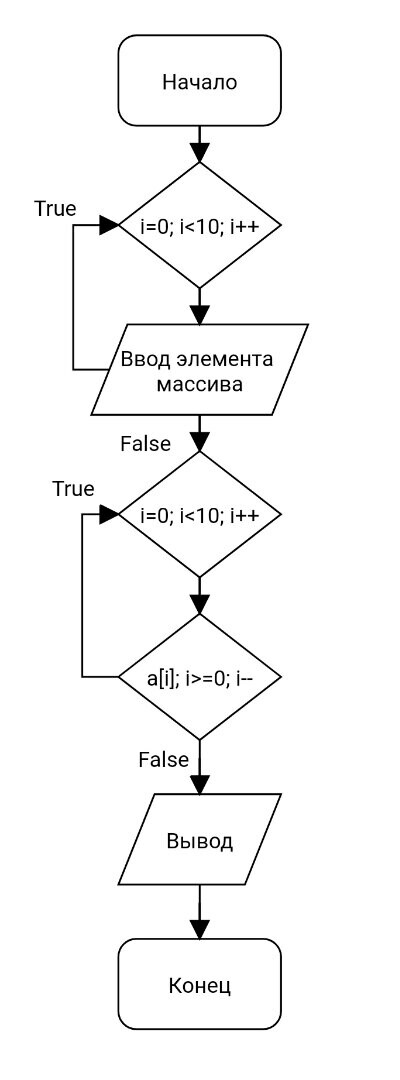 Начало
True
i=0; i<10; i++
Ввод элемента
массива
False
True
i=0; i<10; i++
a[i]; i>=0; i--
False
Вывод
Конец